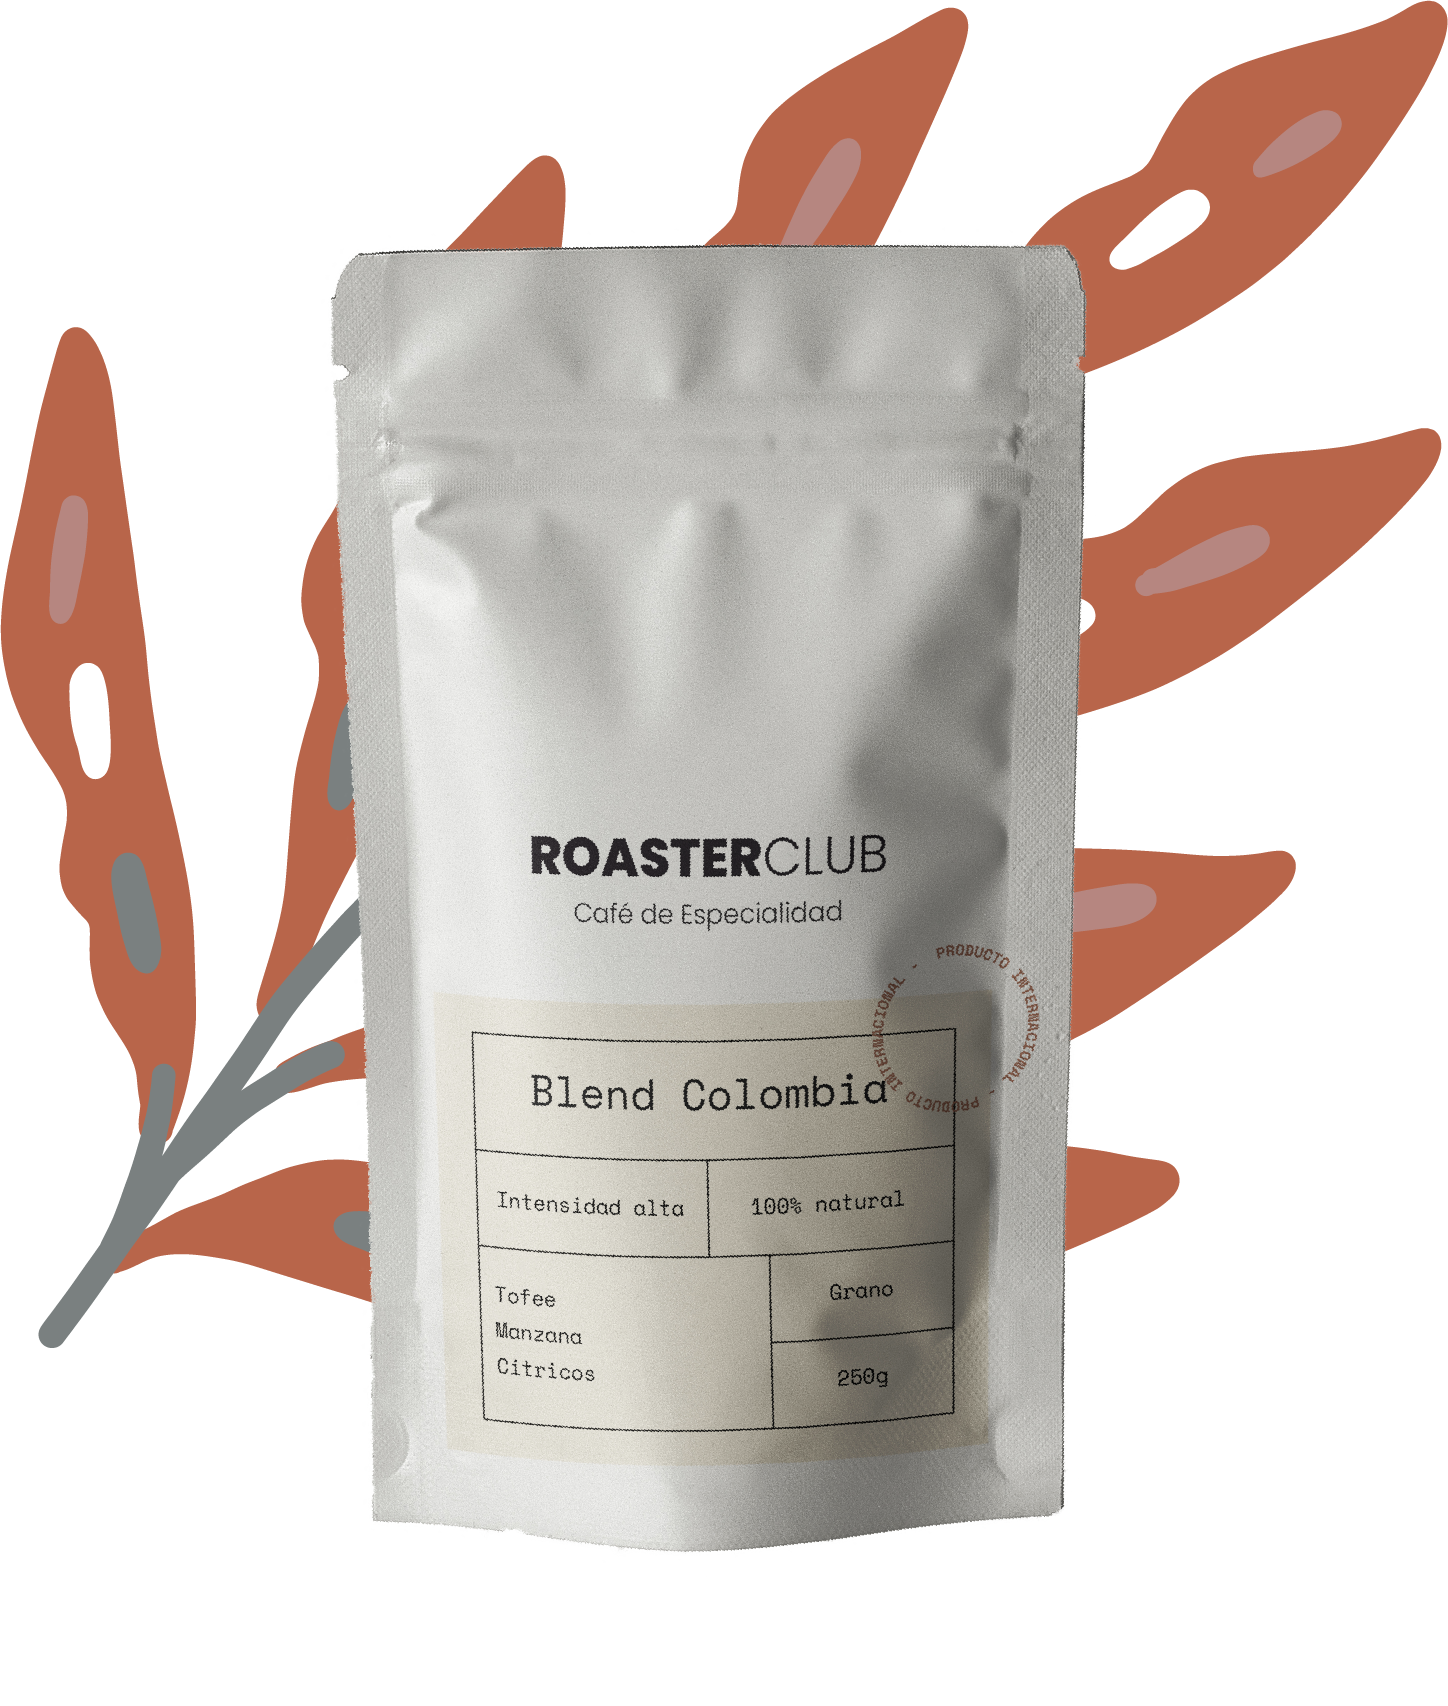 ROASTERCLUB
Café de Especialidad
PRODUCTO INTERNACIONAL - PRODUCTO INTERNACIONAL -
Blend Colombia
Intensidad alta
100% natural
Tofee
Manzana
Citricos
Grano
250g